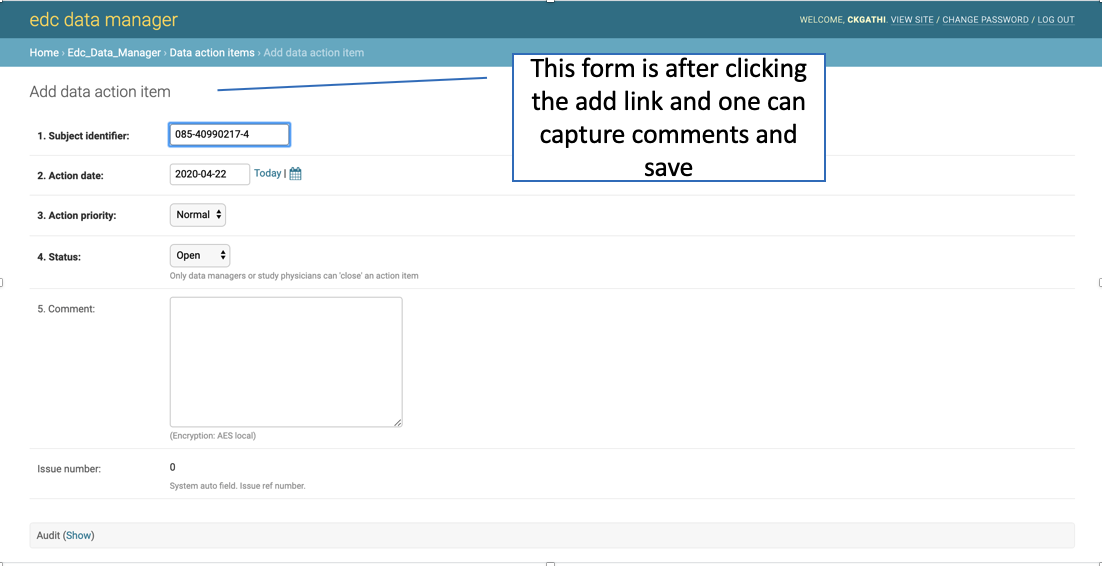 edc data manager
WELCOME, CKGATHI. VIEW SITE / CHANGE PASSWORD / LOG OUT
Home › Edc_Data_Manager › Data action items › Add data action item
This form is after clicking
the add link and one can
capture comments and
save
Add data action item
1. Subject identifier: 085-40990217-4
2. Action date: 2020-04-22 Today |
3. Action priority: Normal
4. Status: Open
Only data managers or study physicians can 'close' an action item
5. Comment:
(Encryption: AES local)
Issue number: 0
System auto field. Issue ref number.
Audit (Show)